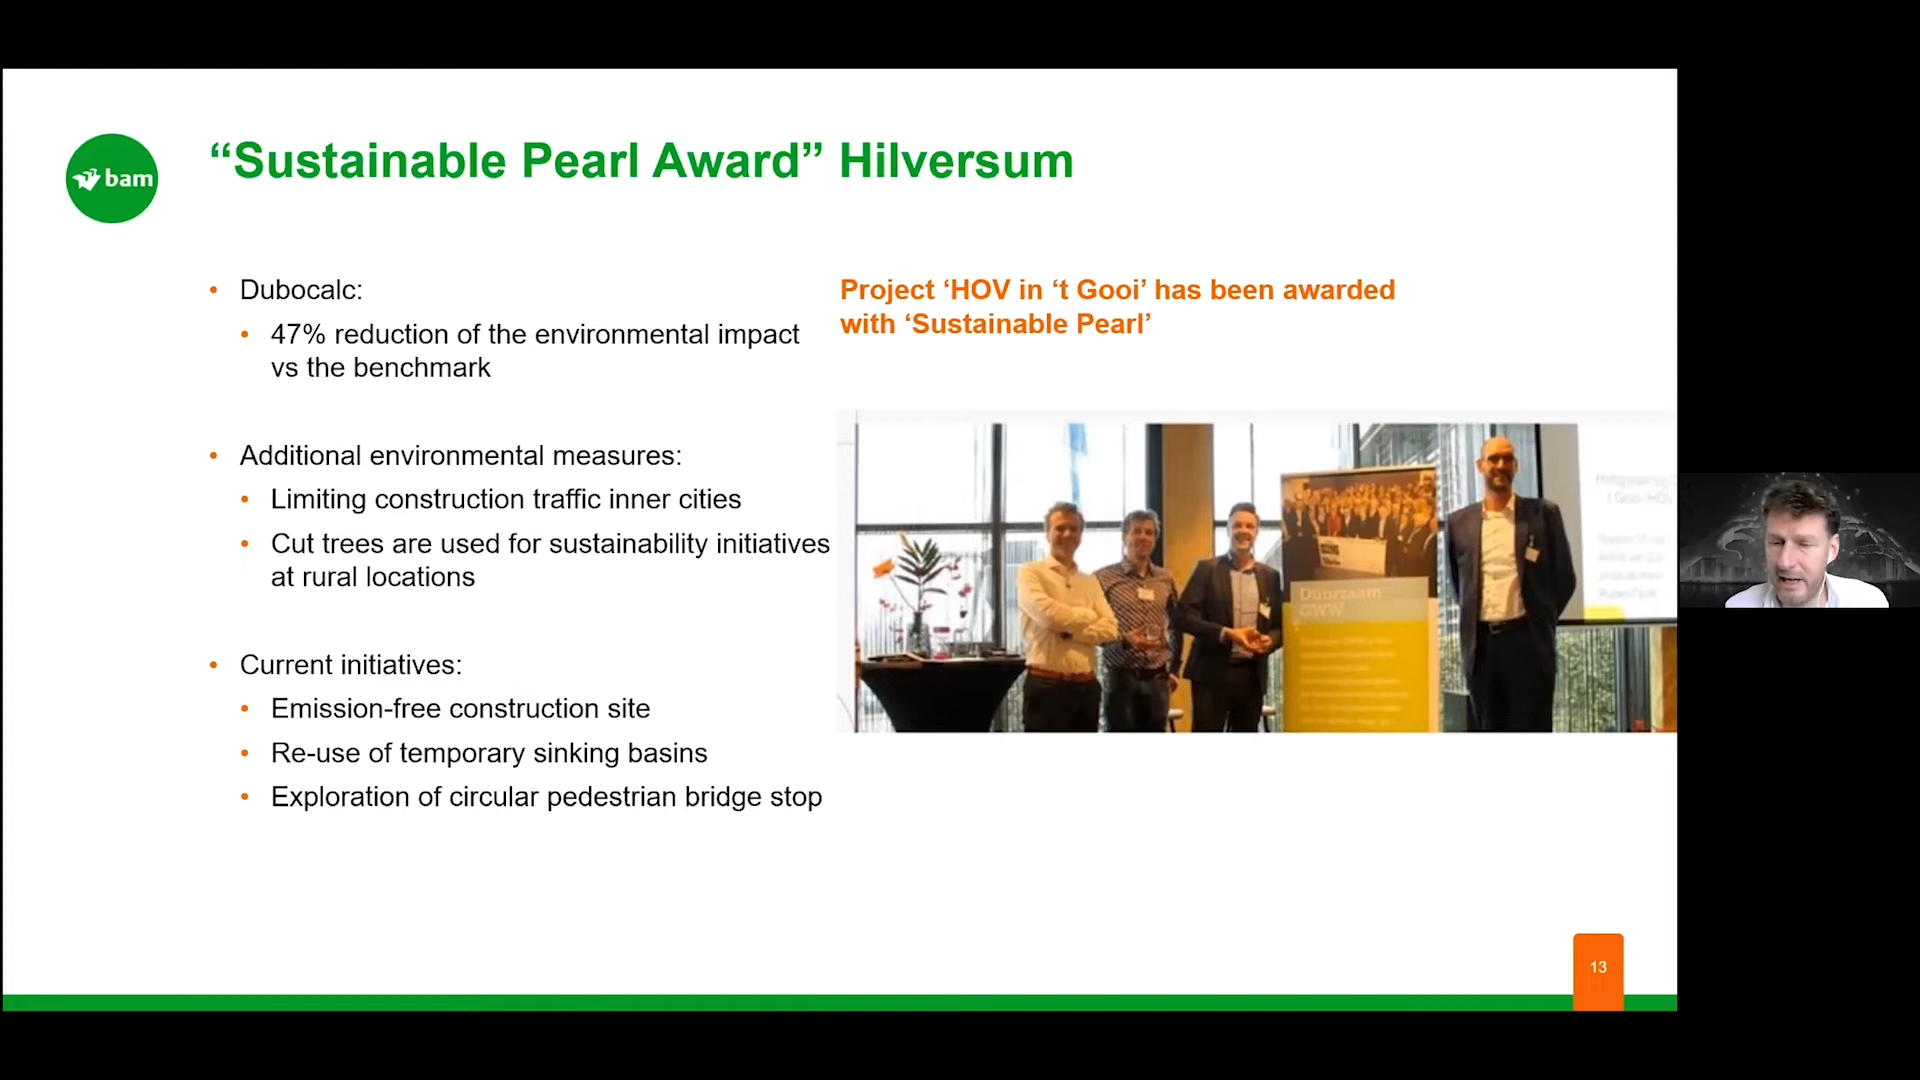 bam
“Sustainable Pearl Award” Hilversum
• Dubocalc:
• 47% reduction of the environmental impact
vs the benchmark
• Additional environmental measures:
• Limiting construction traffic inner cities
• Cut trees are used for sustainability initiatives
at rural locations
• Current initiatives:
• Emission-free construction site
• Re-use of temporary sinking basins
• Exploration of circular pedestrian bridge stop
Project ‘HOV in ‘t Gooi’ has been awarded
with ‘Sustainable Pearl’
Duurzaam
GWW
13